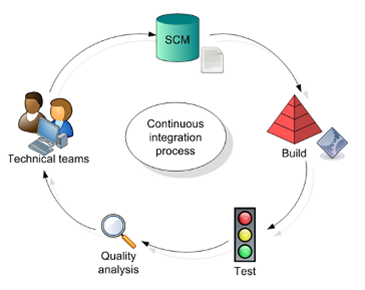 SCM
Continuous
integration
process
Technical teams
Build
Quality
analysis
Test